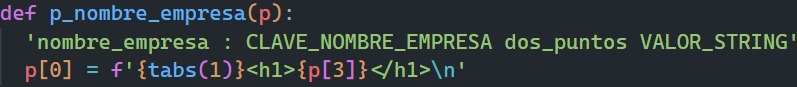 def p_nombre_empresa(p):
'nombre_empresa : CLAVE_NOMBRE_EMPRESA dos_puntos VALOR_STRING'
p[0] = f'{tabs(1)}<h1>{p[3]}</h1>\n'